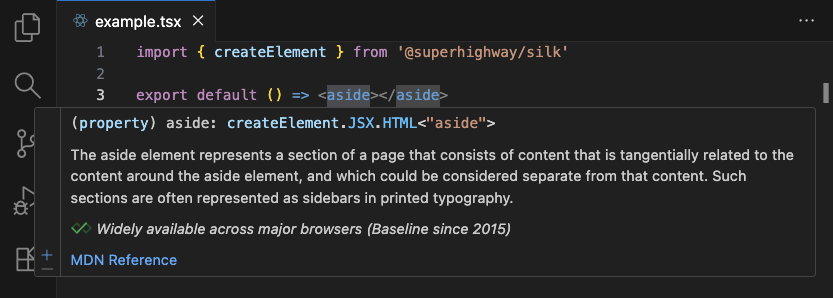 example.tsx ×
1 import { createElement } from '@superhighway/silk'
2
3 export default () => <aside></aside>
(property) aside: createElement.JSX.HTML<"aside">
The aside element represents a section of a page that consists of content that is tangentially related to the
content around the aside element, and which could be considered separate from that content. Such
sections are often represented as sidebars in printed typography.
Widely available across major browsers (Baseline since 2015)
MDN Reference